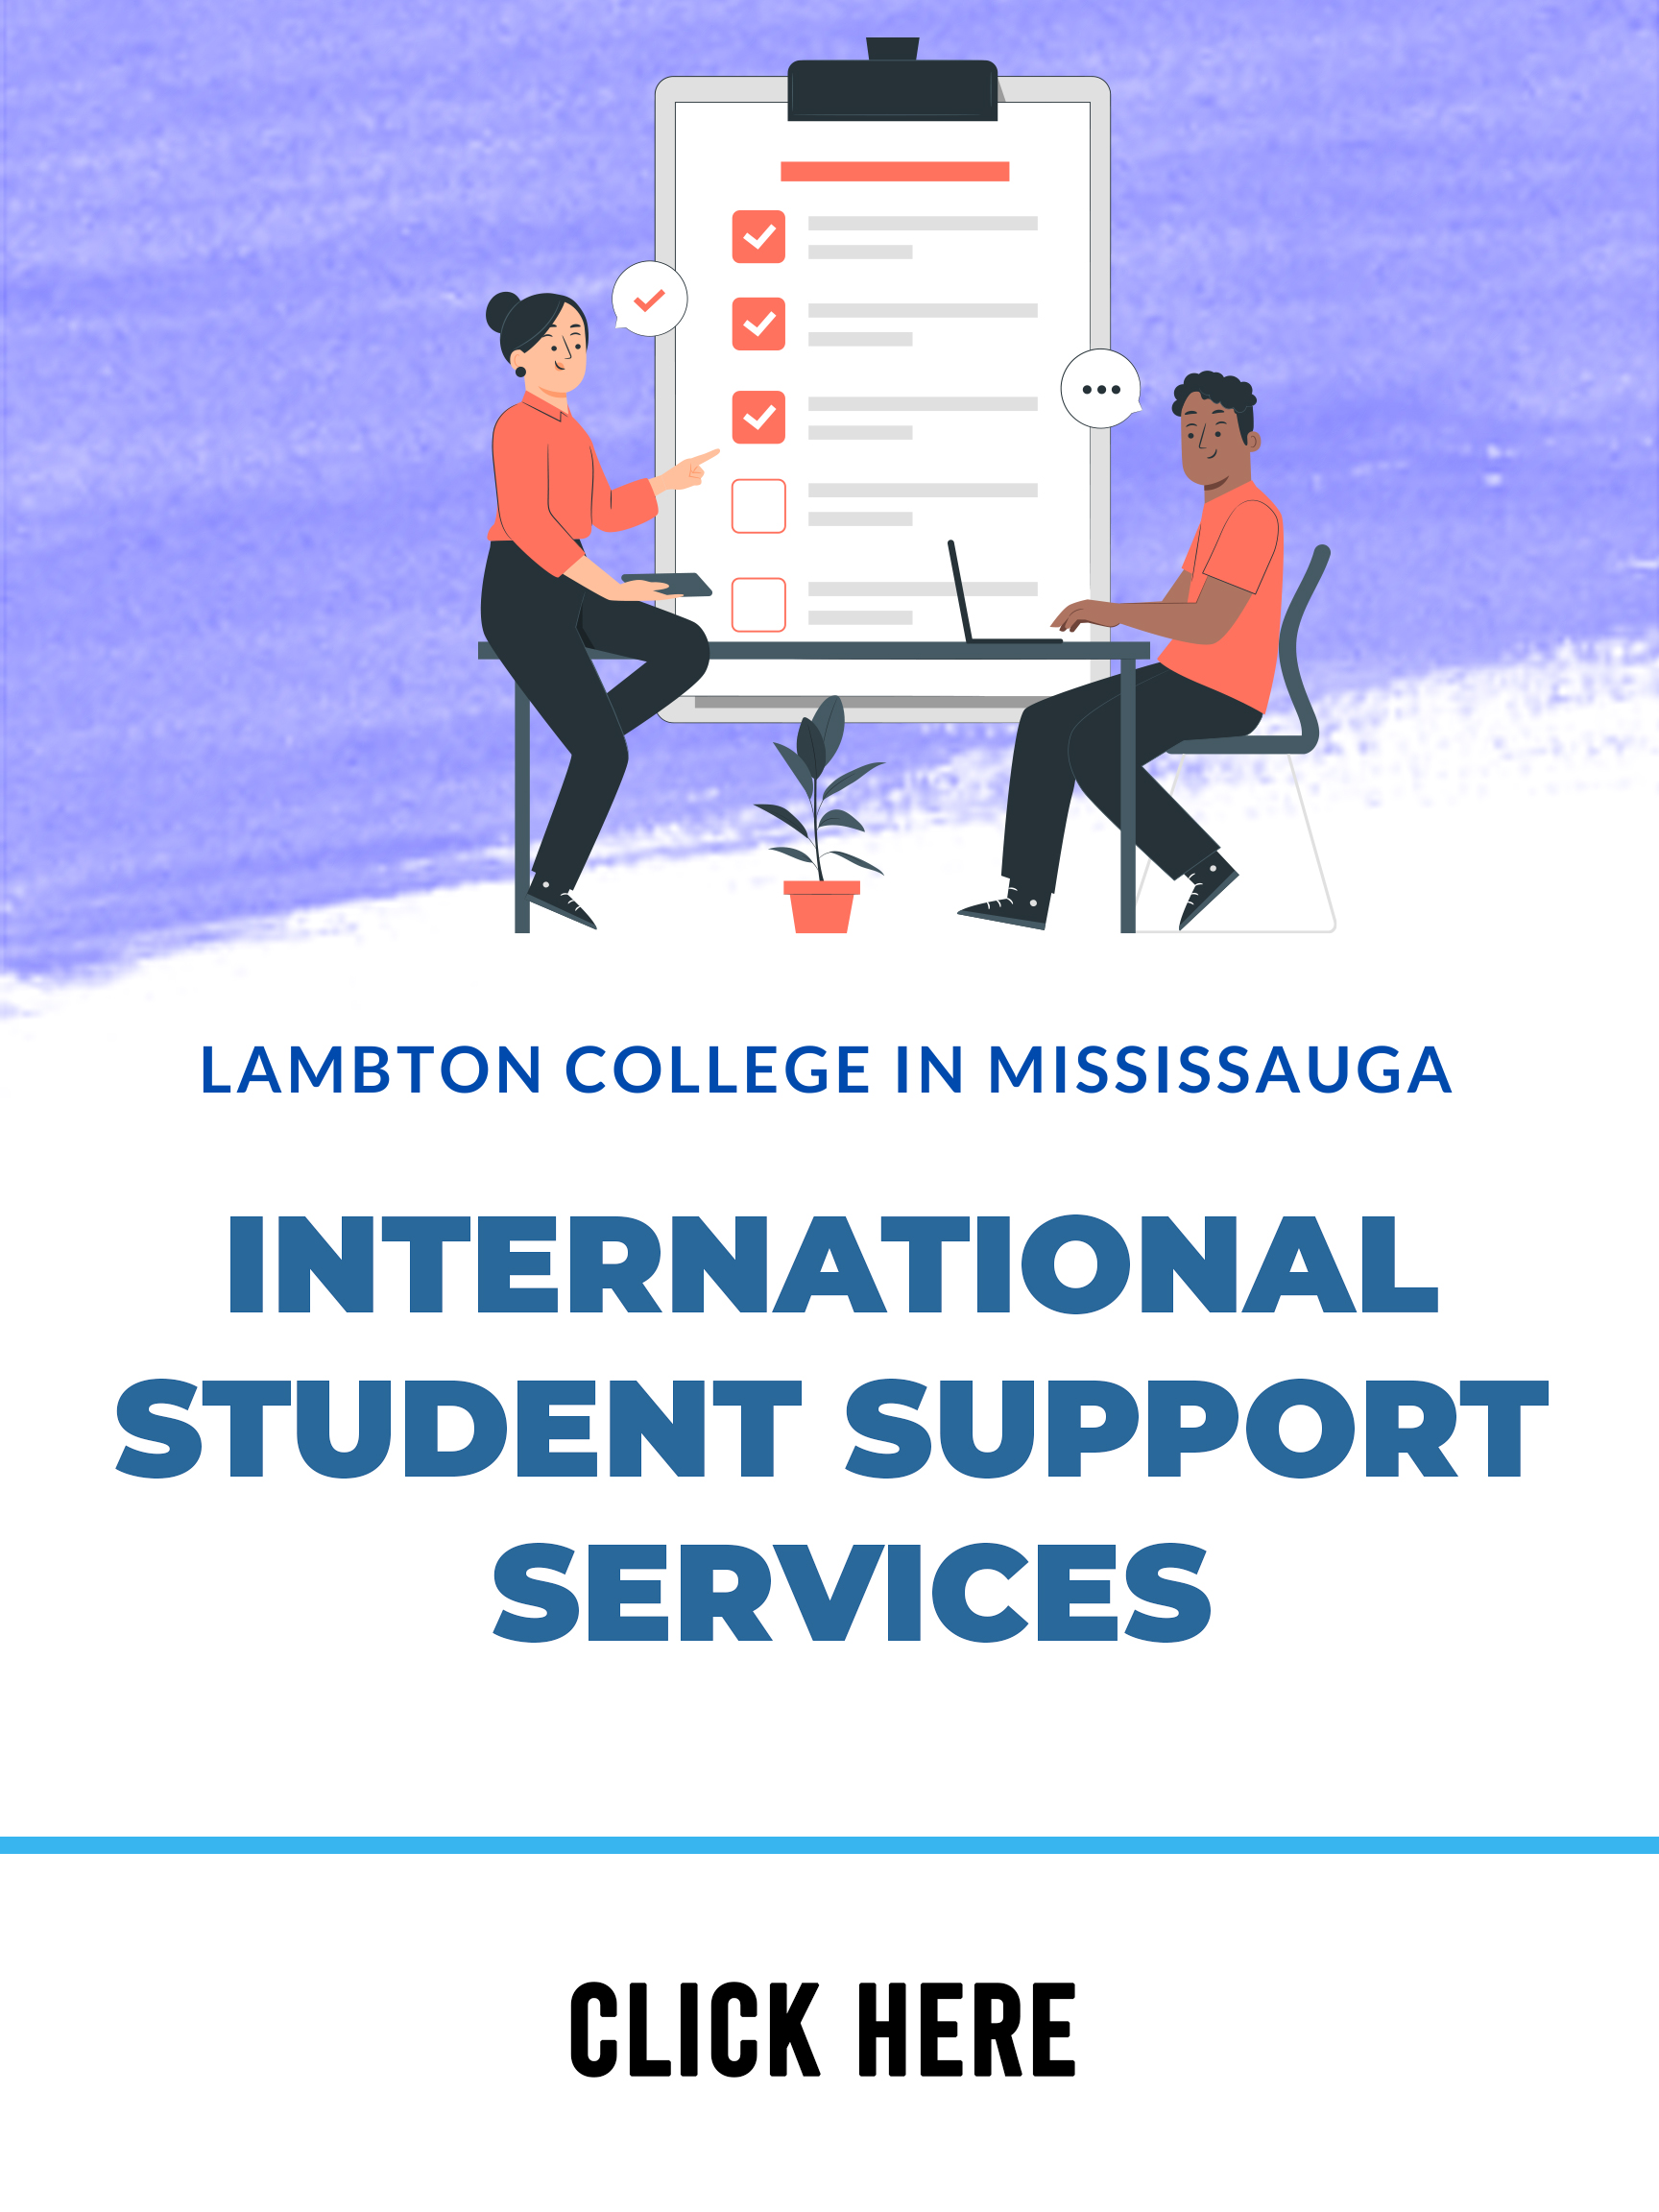 LAMBTON COLLEGE IN MISSISSAUGA
INTERNATIONAL
STUDENT SUPPORT
SERVICES
CLICK HERE